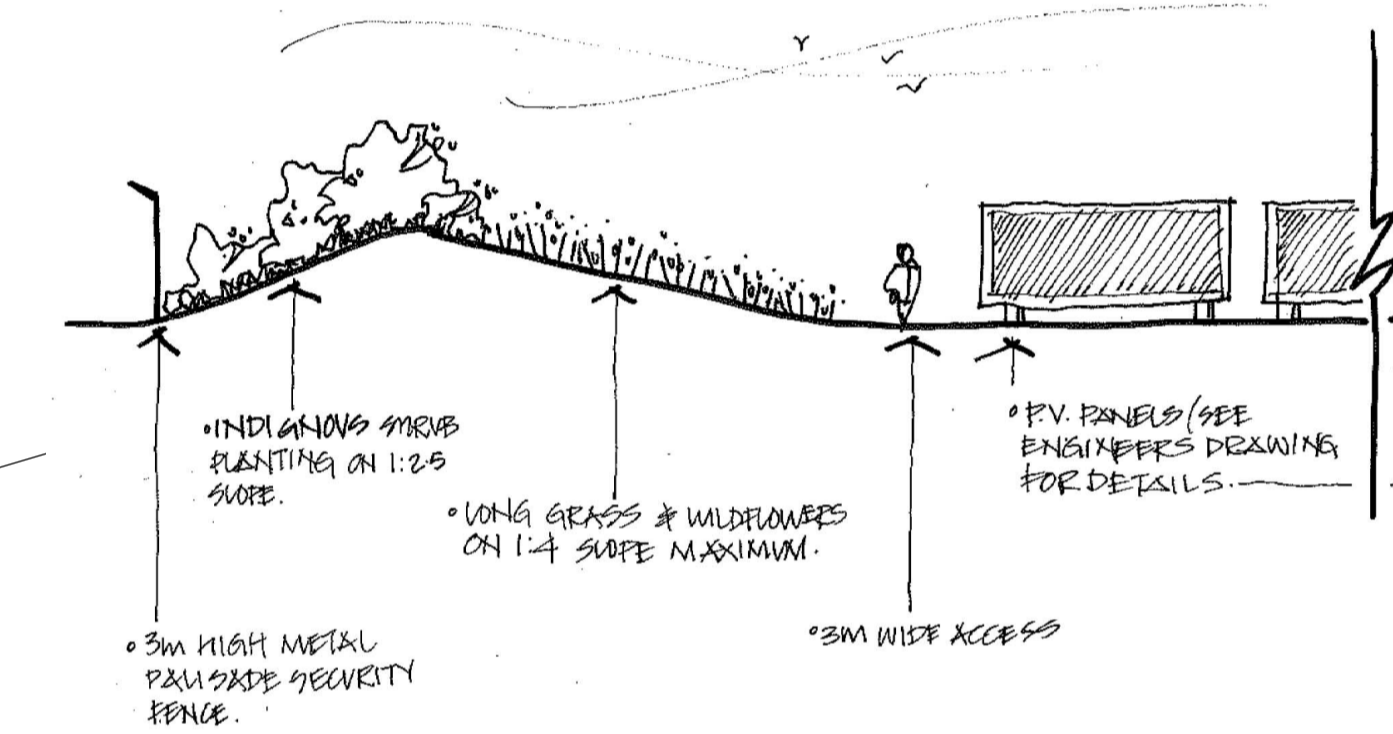 •INDIGNOUS SHRUB
PLANTING ON 1:2.5
SLOPE.
•LONG GRASS & WILDFLOWERS
ON 1:4 SLOPE MAXIMUM.
•P.V. PANELS (SEE
ENGINEERS DRAWING
FOR DETAILS.
•3M HIGH METAL
PALISADE SECURITY
FENCE.
•3M WIDE ACCESS